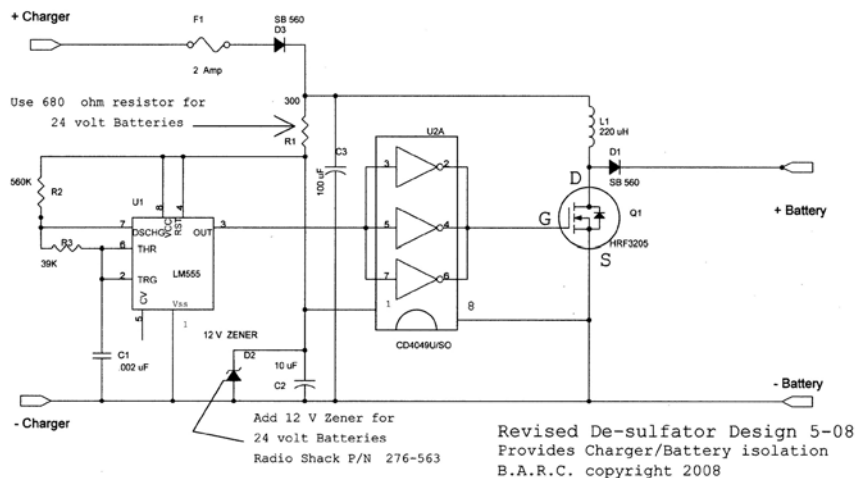 + Charger
F1
2 Amp
SB 560
D3
Use 680 ohm resistor for
24 volt Batteries
300
R1
C3
100 uF
U2A
3
2
5
4
7
6
1
8
CD4049U/SO
L1
220 uH
D1
SB 560
D
G
S
Q1
HRF3205
+ Battery
560K
R2
R3
39K
U1
8
4
7
6
2
3
5
1
DSCHG
VCC
RST
OUT
THR
TRG
LM555
CV
Vss
C1
.002 uF
12 V ZENER
D2
10 uF
C2
- Charger
- Battery
Add 12 V Zener for
24 volt Batteries
Radio Shack P/N 276-563
Revised De-sulfator Design 5-08
Provides Charger/Battery isolation
B.A.R.C. copyright 2008